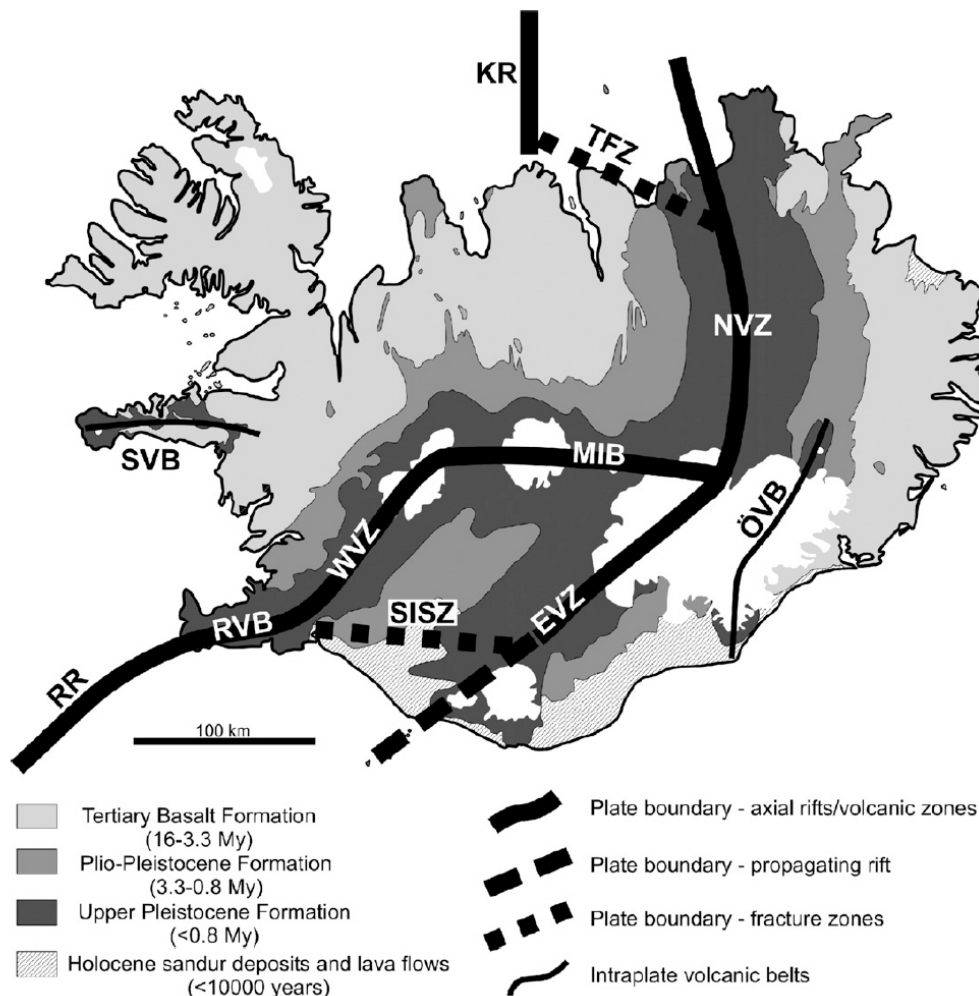 KR
TFZ
NVZ
SVB
MIB
ÖVB
WVZ
SISZ
EVZ
RVB
RR
100 km
Tertiary Basalt Formation
(16-3.3 My)
Plio-Pleistocene Formation
(3.3-0.8 My)
Upper Pleistocene Formation
(<0.8 My)
Holocene sandur deposits and lava flows
(<10000 years)
Plate boundary - axial rifts/volcanic zones
Plate boundary - propagating rift
Plate boundary - fracture zones
Intraplate volcanic belts